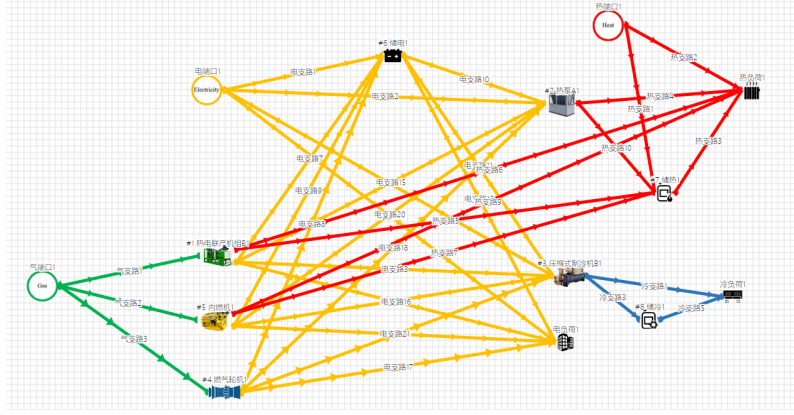 热端口1
Heat
#6 储电1
热支路2
电端口1
电支路1
电支路10
热负荷1
Electricity
电支路2
#2 热泵A1
热支路4
热支路1
电支路7
热支路10
热支路3
热支路6
电支路9
电支路15
#7 储热1
热支路9
电支路8
电支路20
热支路5
#1 热电联产机组B1
电支路18
热支路7
气端口1
气支路1
电支路3
#3 压缩式制冷机B1
Gas
冷支路1
冷负荷1
气支路2
#5 内燃机1
电支路16
冷支路3
#8 储冷1
冷支路5
气支路3
电支路21
电负荷1
#4 燃气轮机1
电支路17